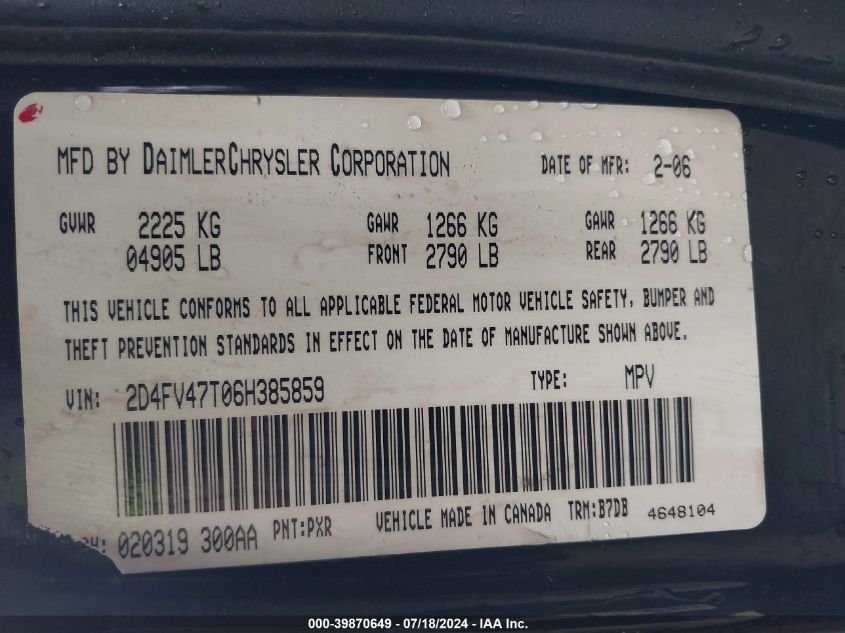 MFD BY DAIMLERCHRYSLER CORPORATION DATE OF MFR: 2-06
GVWR 2225 KG GAWR 1266 KG GAWR 1266 KG
04905 LB FRONT 2790 LB REAR 2790 LB
THIS VEHICLE CONFORMS TO ALL APPLICABLE FEDERAL MOTOR VEHICLE SAFETY, BUMPER AND
THEFT PREVENTION STANDARDS IN EFFECT ON THE DATE OF MANUFACTURE SHOWN ABOVE.
VIN: 2D4FV47T06H385859 TYPE: MPV
020319 300AA PNT:PXR VEHICLE MADE IN CANADA TRM:B7DB 4648104
000-39870649 - 07/18/2024 - IAA Inc.